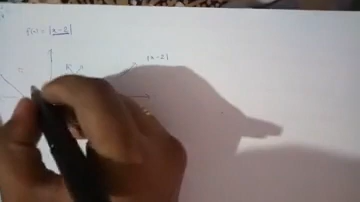 f(x) = |x-2|
|x-2|